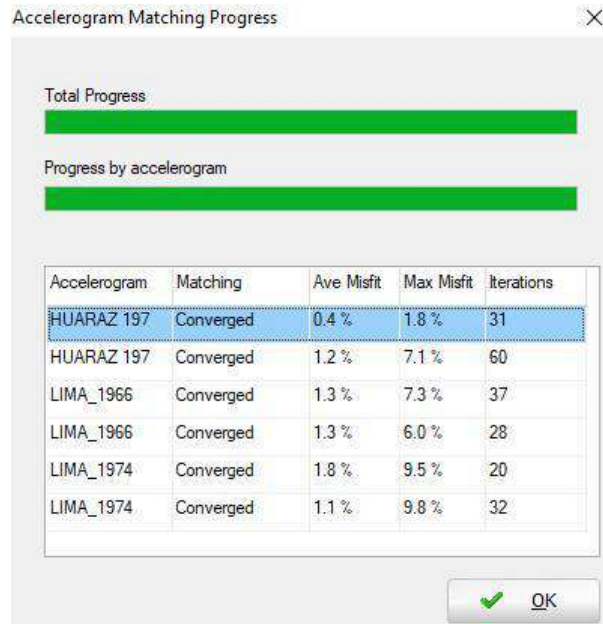 Accelerogram Matching Progress
Total Progress
Progress by accelerogram
Accelerogram Matching Ave Misfit Max Misfit Iterations
HUARAZ 197 Converged 0.4 % 1.8 % 31
HUARAZ 197 Converged 1.2 % 7.1 % 60
LIMA_1966 Converged 1.3 % 7.3 % 37
LIMA_1966 Converged 1.3 % 6.0 % 28
LIMA_1974 Converged 1.8 % 9.5 % 20
LIMA_1974 Converged 1.1 % 9.8 % 32
OK